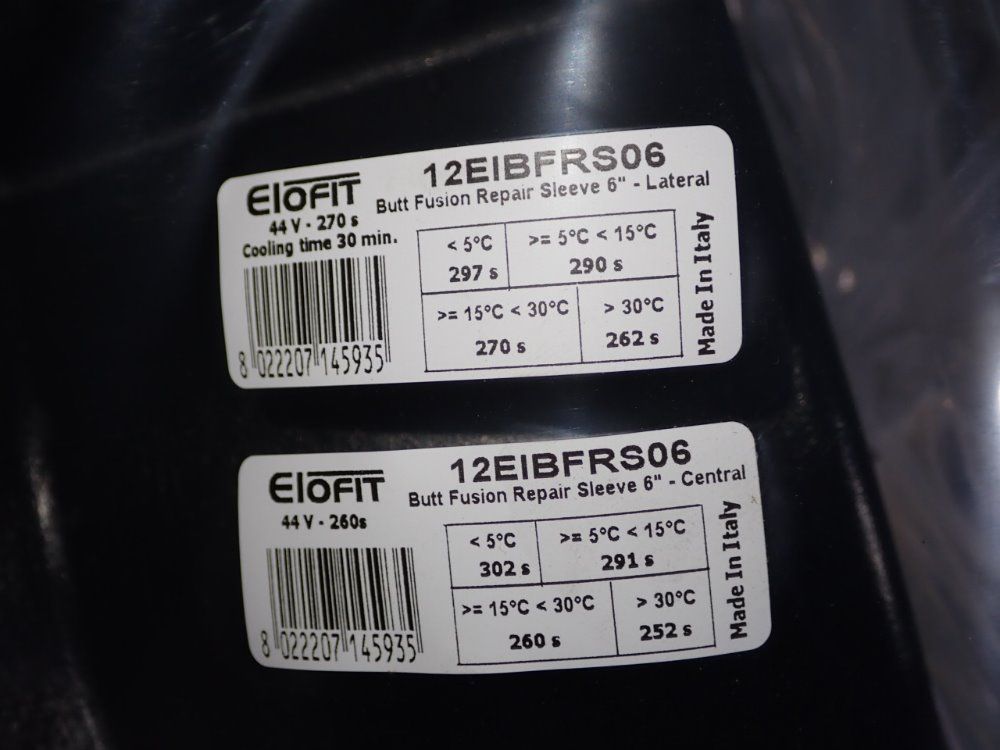 EloFIT
44 V - 270 s
Cooling time 30 min.
8 022207 145935
12EIBFRS06
Butt Fusion Repair Sleeve 6" - Lateral
< 5°C >= 5°C < 15°C
297 s 290 s
>= 15°C < 30°C > 30°C
270 s 262 s
Made In Italy
EloFIT
44 V - 260s
8 022207 145935
12EIBFRS06
Butt Fusion Repair Sleeve 6" - Central
< 5°C >= 5°C < 15°C
302 s 291 s
>= 15°C < 30°C > 30°C
260 s 252 s
Made In Italy